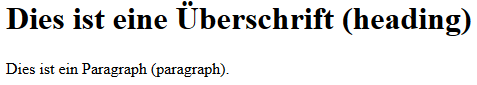 Dies ist eine Überschrift (heading)
Dies ist ein Paragraph (paragraph).